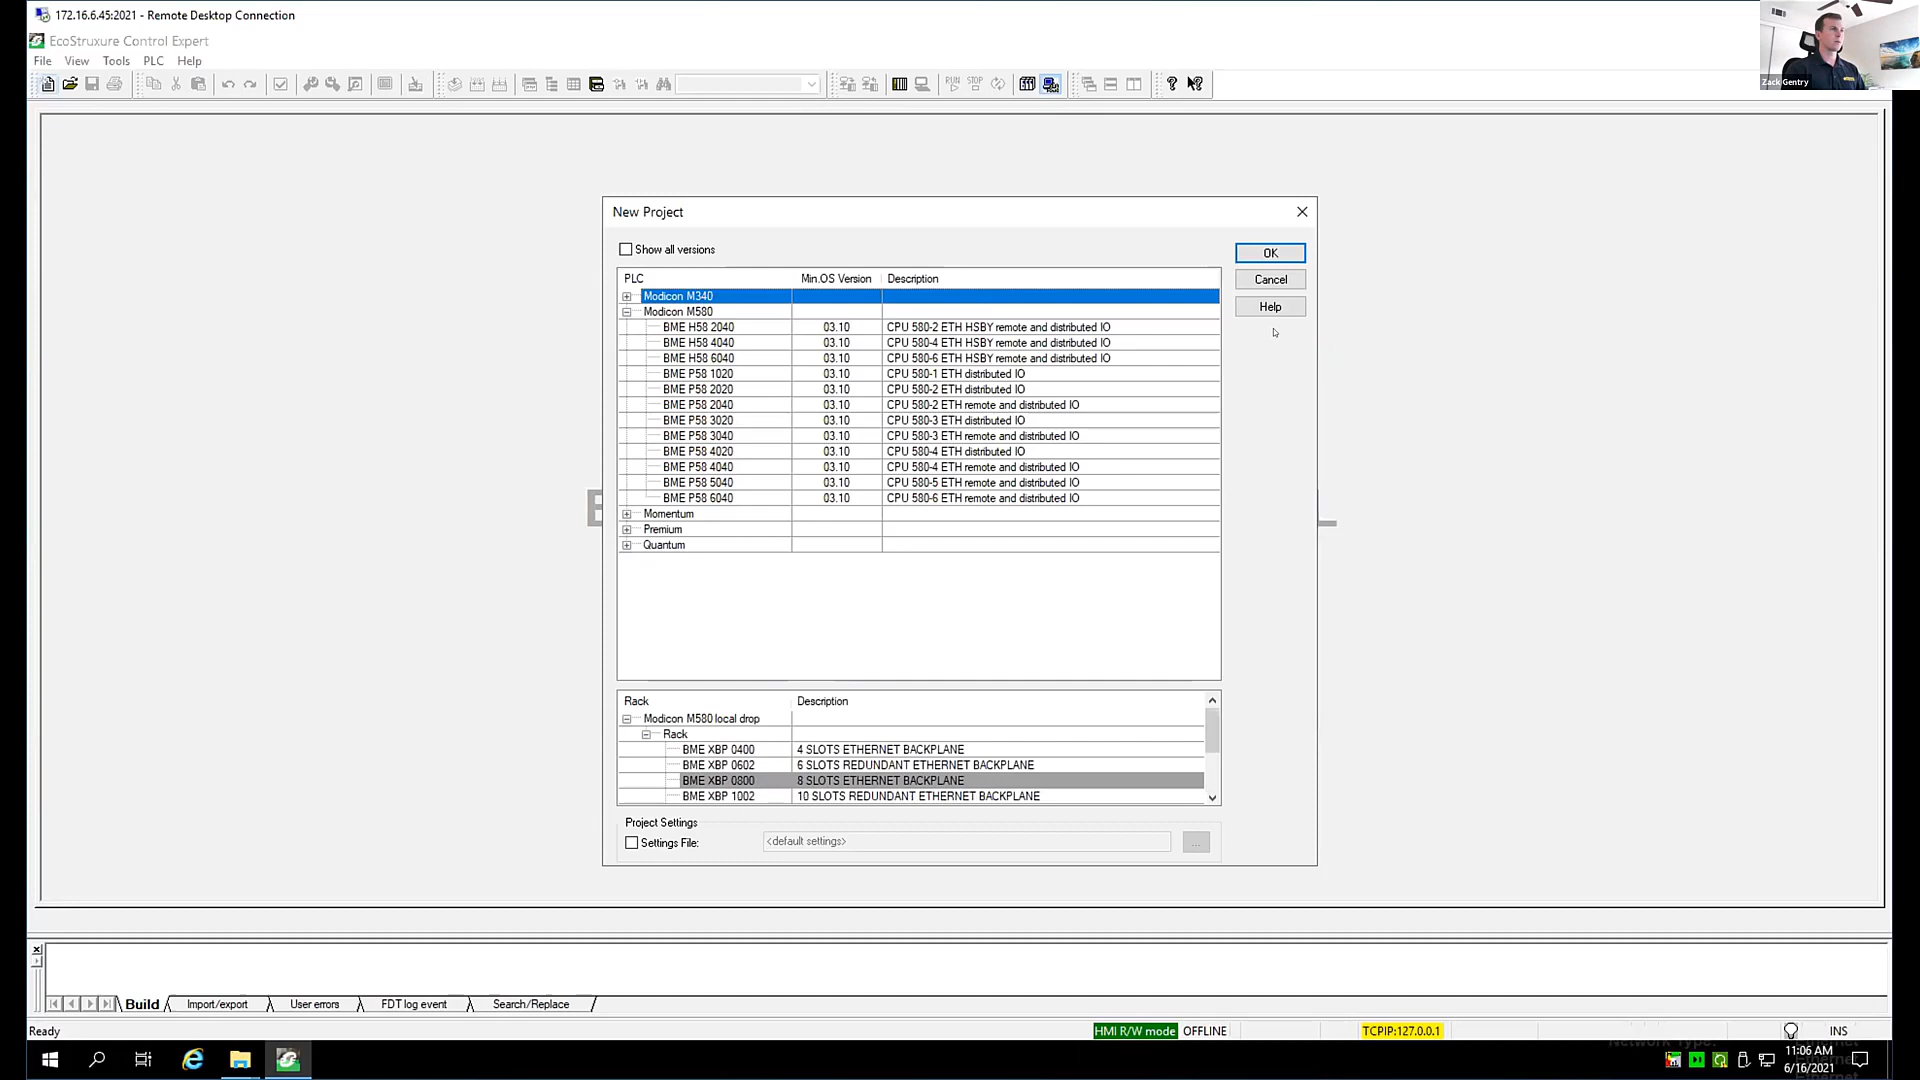 172.16.6.45:2021 - Remote Desktop Connection
EcoStruxure Control Expert
File View Tools PLC Help
RUN STOP
Zack Gentry
New Project
Show all versions
OK
Cancel
Help
PLC Min.OS Version Description
Modicon M340
Modicon M580
BME H58 2040 03.10 CPU 580-2 ETH HSBY remote and distributed IO
BME H58 4040 03.10 CPU 580-4 ETH HSBY remote and distributed IO
BME H58 6040 03.10 CPU 580-6 ETH HSBY remote and distributed IO
BME P58 1020 03.10 CPU 580-1 ETH distributed IO
BME P58 2020 03.10 CPU 580-2 ETH distributed IO
BME P58 2040 03.10 CPU 580-2 ETH remote and distributed IO
BME P58 3020 03.10 CPU 580-3 ETH distributed IO
BME P58 3040 03.10 CPU 580-3 ETH remote and distributed IO
BME P58 4020 03.10 CPU 580-4 ETH distributed IO
BME P58 4040 03.10 CPU 580-4 ETH remote and distributed IO
BME P58 5040 03.10 CPU 580-5 ETH remote and distributed IO
BME P58 6040 03.10 CPU 580-6 ETH remote and distributed IO
Momentum
Premium
Quantum
Rack Description
Modicon M580 local drop
Rack
BME XBP 0400 4 SLOTS ETHERNET BACKPLANE
BME XBP 0602 6 SLOTS REDUNDANT ETHERNET BACKPLANE
BME XBP 0800 8 SLOTS ETHERNET BACKPLANE
BME XBP 1002 10 SLOTS REDUNDANT ETHERNET BACKPLANE
Project Settings
Settings File: <default settings> ...
Build Import/export User errors FDT log event Search/Replace
Ready HMI R/W mode OFFLINE TCPIP:127.0.0.1 INS
Network Type:
11:06 AM
6/16/2021